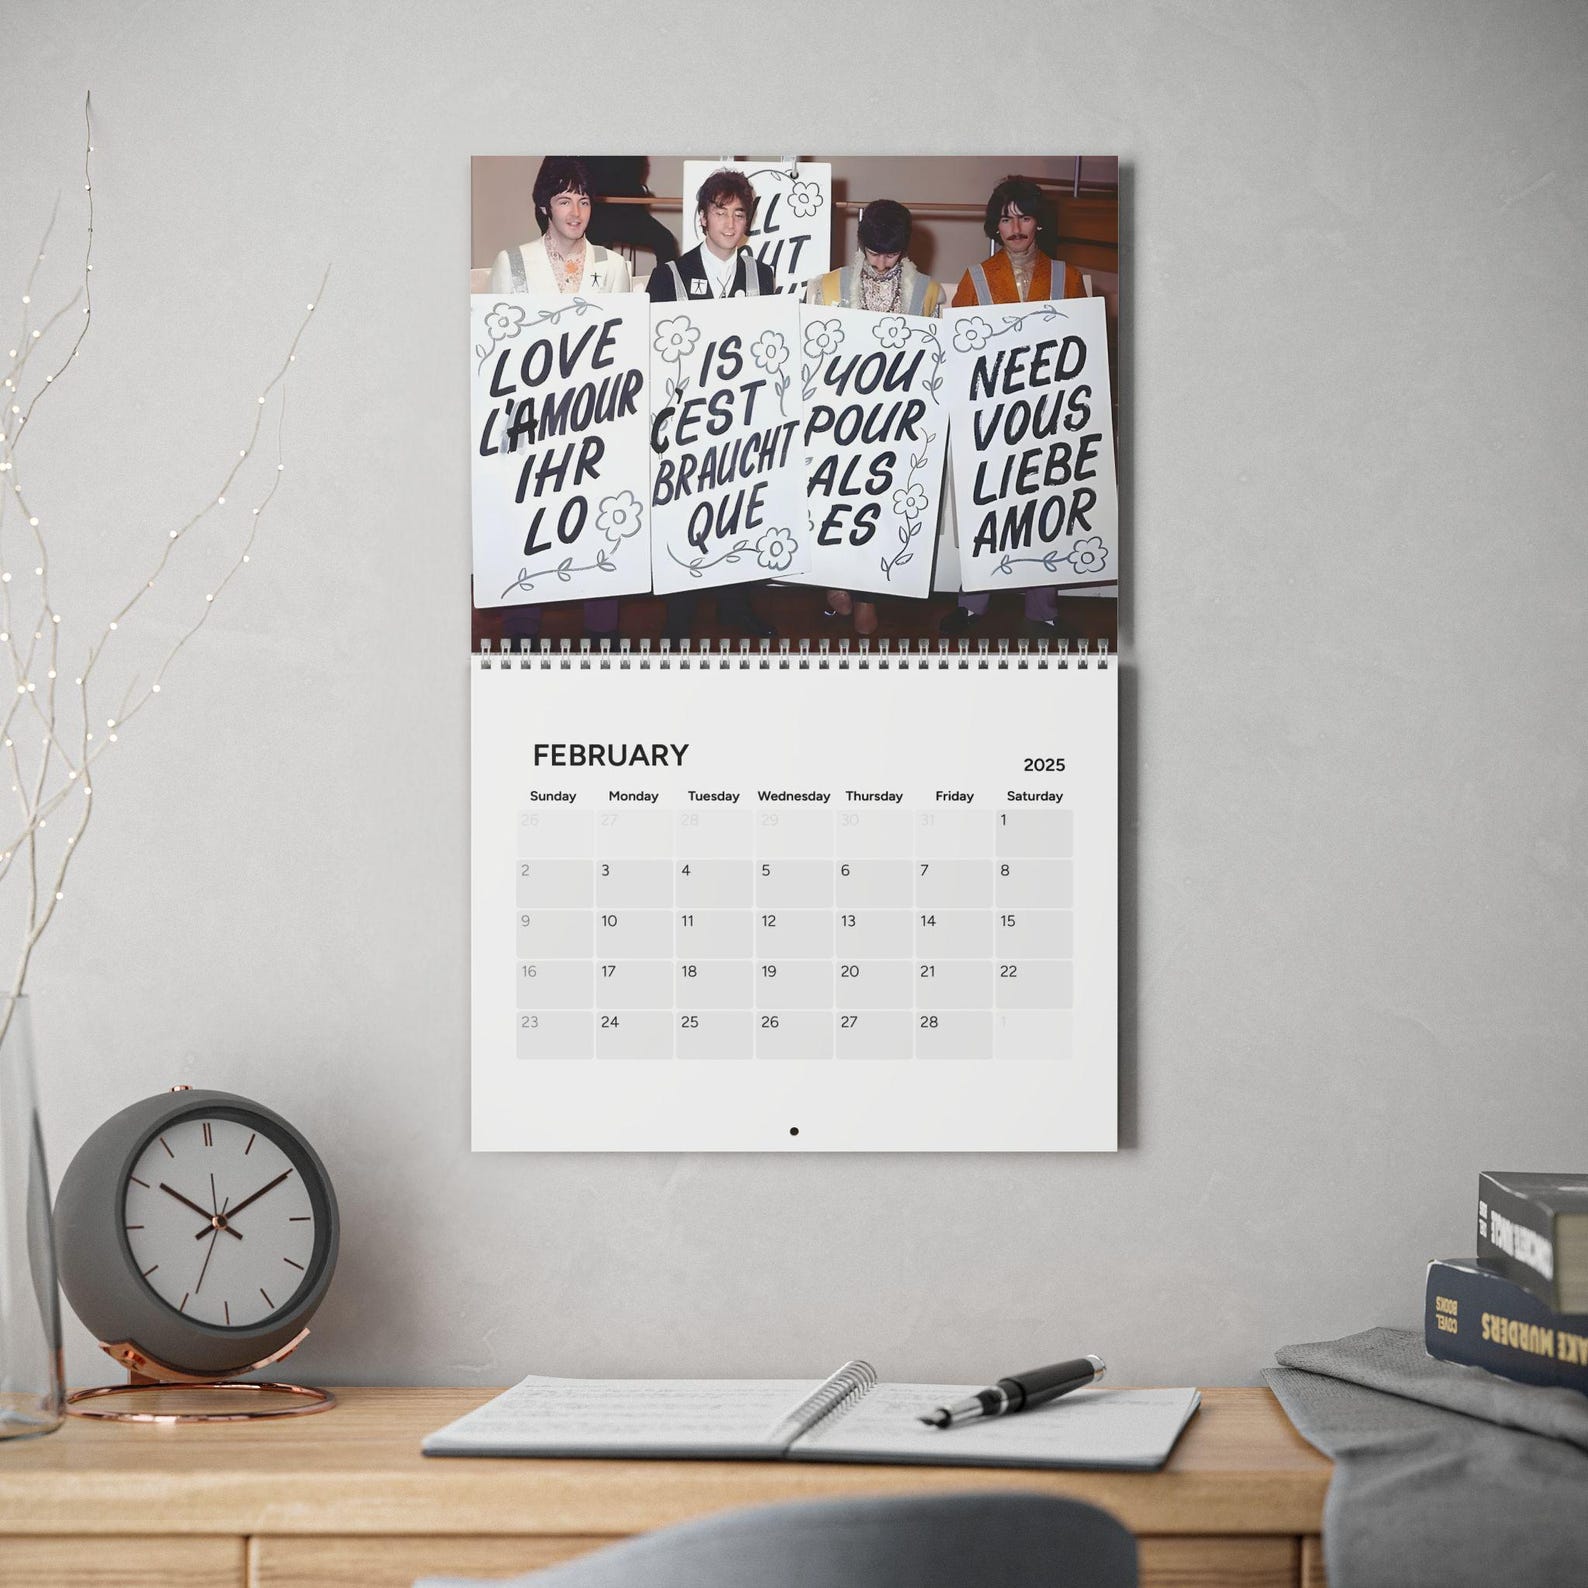 LL
OUT
LOVE
L'AMOUR
IHR
LO
IS
C'EST
BRAUCHT
QUE
YOU
POUR
ALS
ES
NEED
VOUS
LIEBE
AMOR
FEBRUARY
2025
Sunday Monday Tuesday Wednesday Thursday Friday Saturday
26 27 28 29 30 31 1
2 3 4 5 6 7 8
9 10 11 12 13 14 15
16 17 18 19 20 21 22
23 24 25 26 27 28 1
COVEL
BOOKS
AKE MURDERS